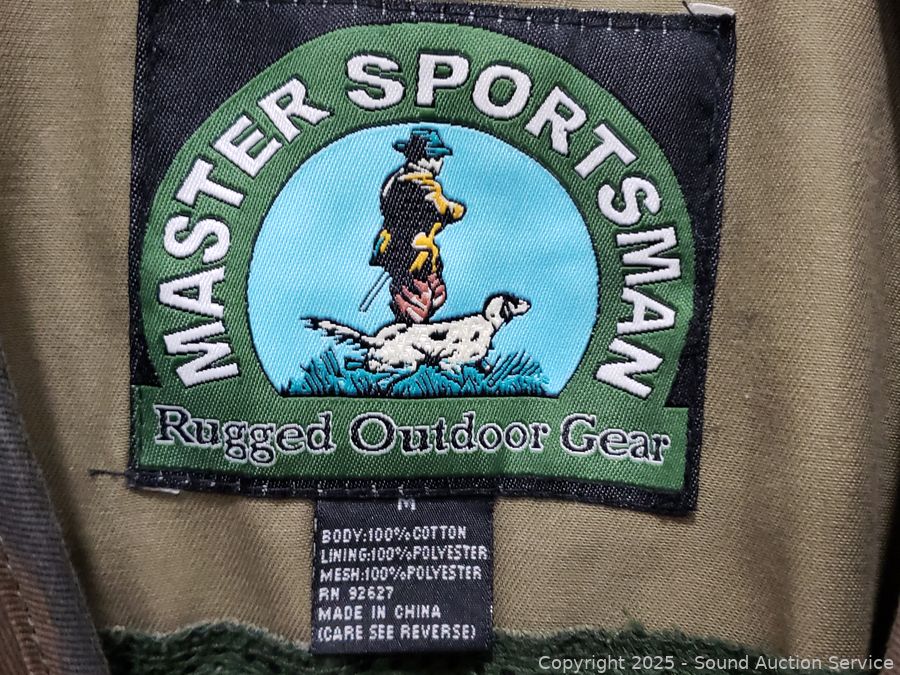 MASTER SPORTSMAN
Rugged Outdoor Gear
M
BODY:100%COTTON
LINING:100%POLYESTER
MESH:100%POLYESTER
RN 92627
MADE IN CHINA
(CARE SEE REVERSE)
Copyright 2025 - Sound Auction Service